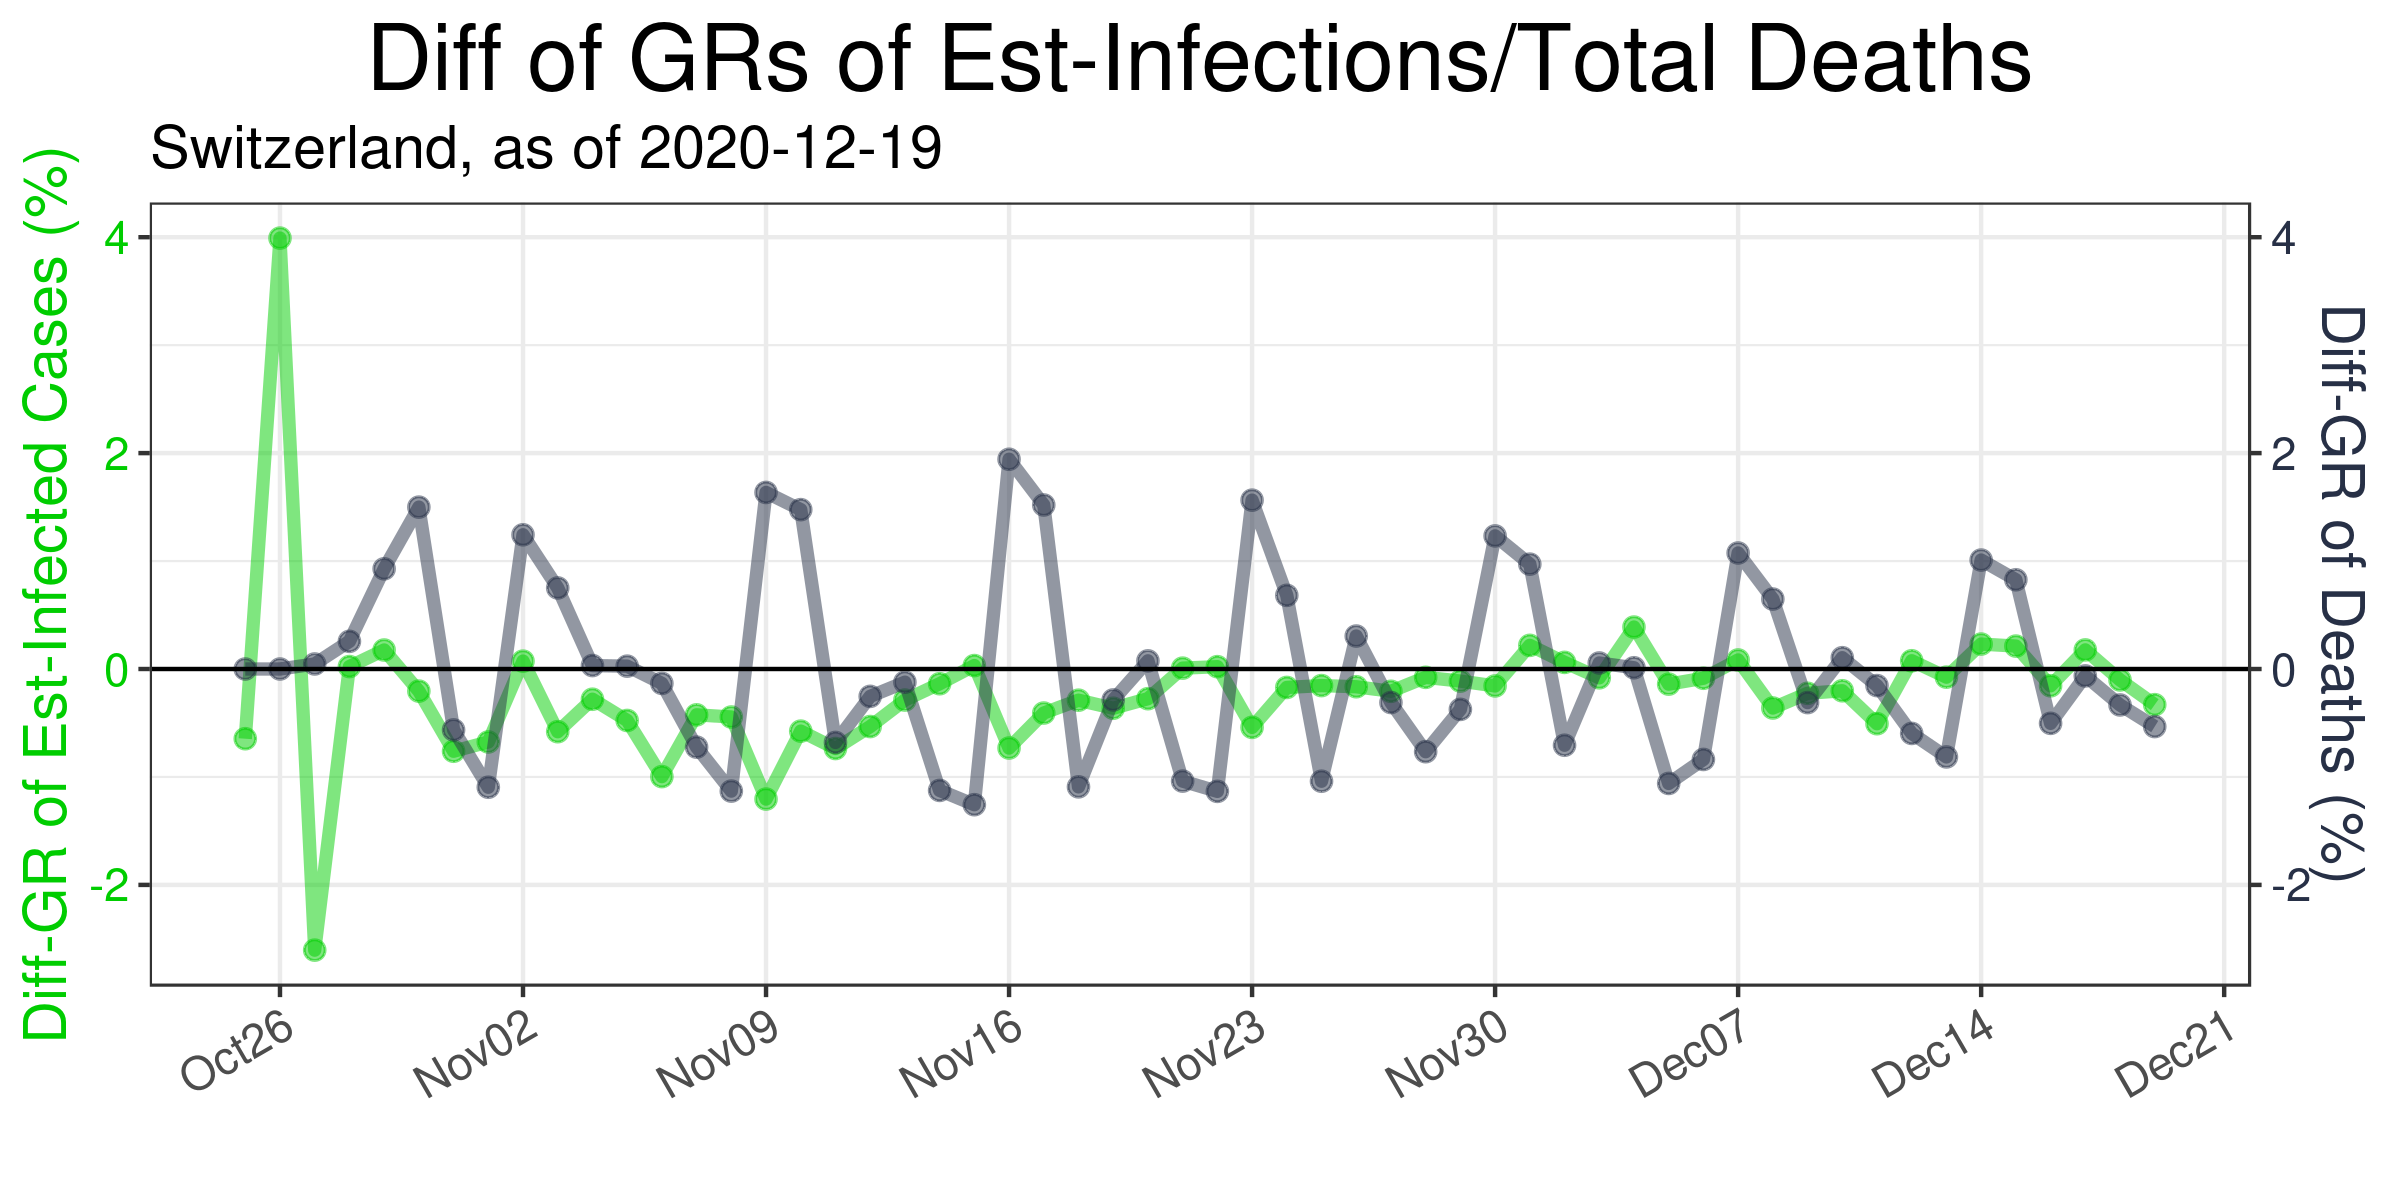 Diff of GRs of Est-Infections/Total Deaths
Switzerland, as of 2020-12-19
Diff-GR of Est-Infected Cases (%)
4
2
0
-2
4
2
0
-2
Diff-GR of Deaths (%)
Oct26
Nov02
Nov09
Nov16
Nov23
Nov30
Dec07
Dec14
Dec21